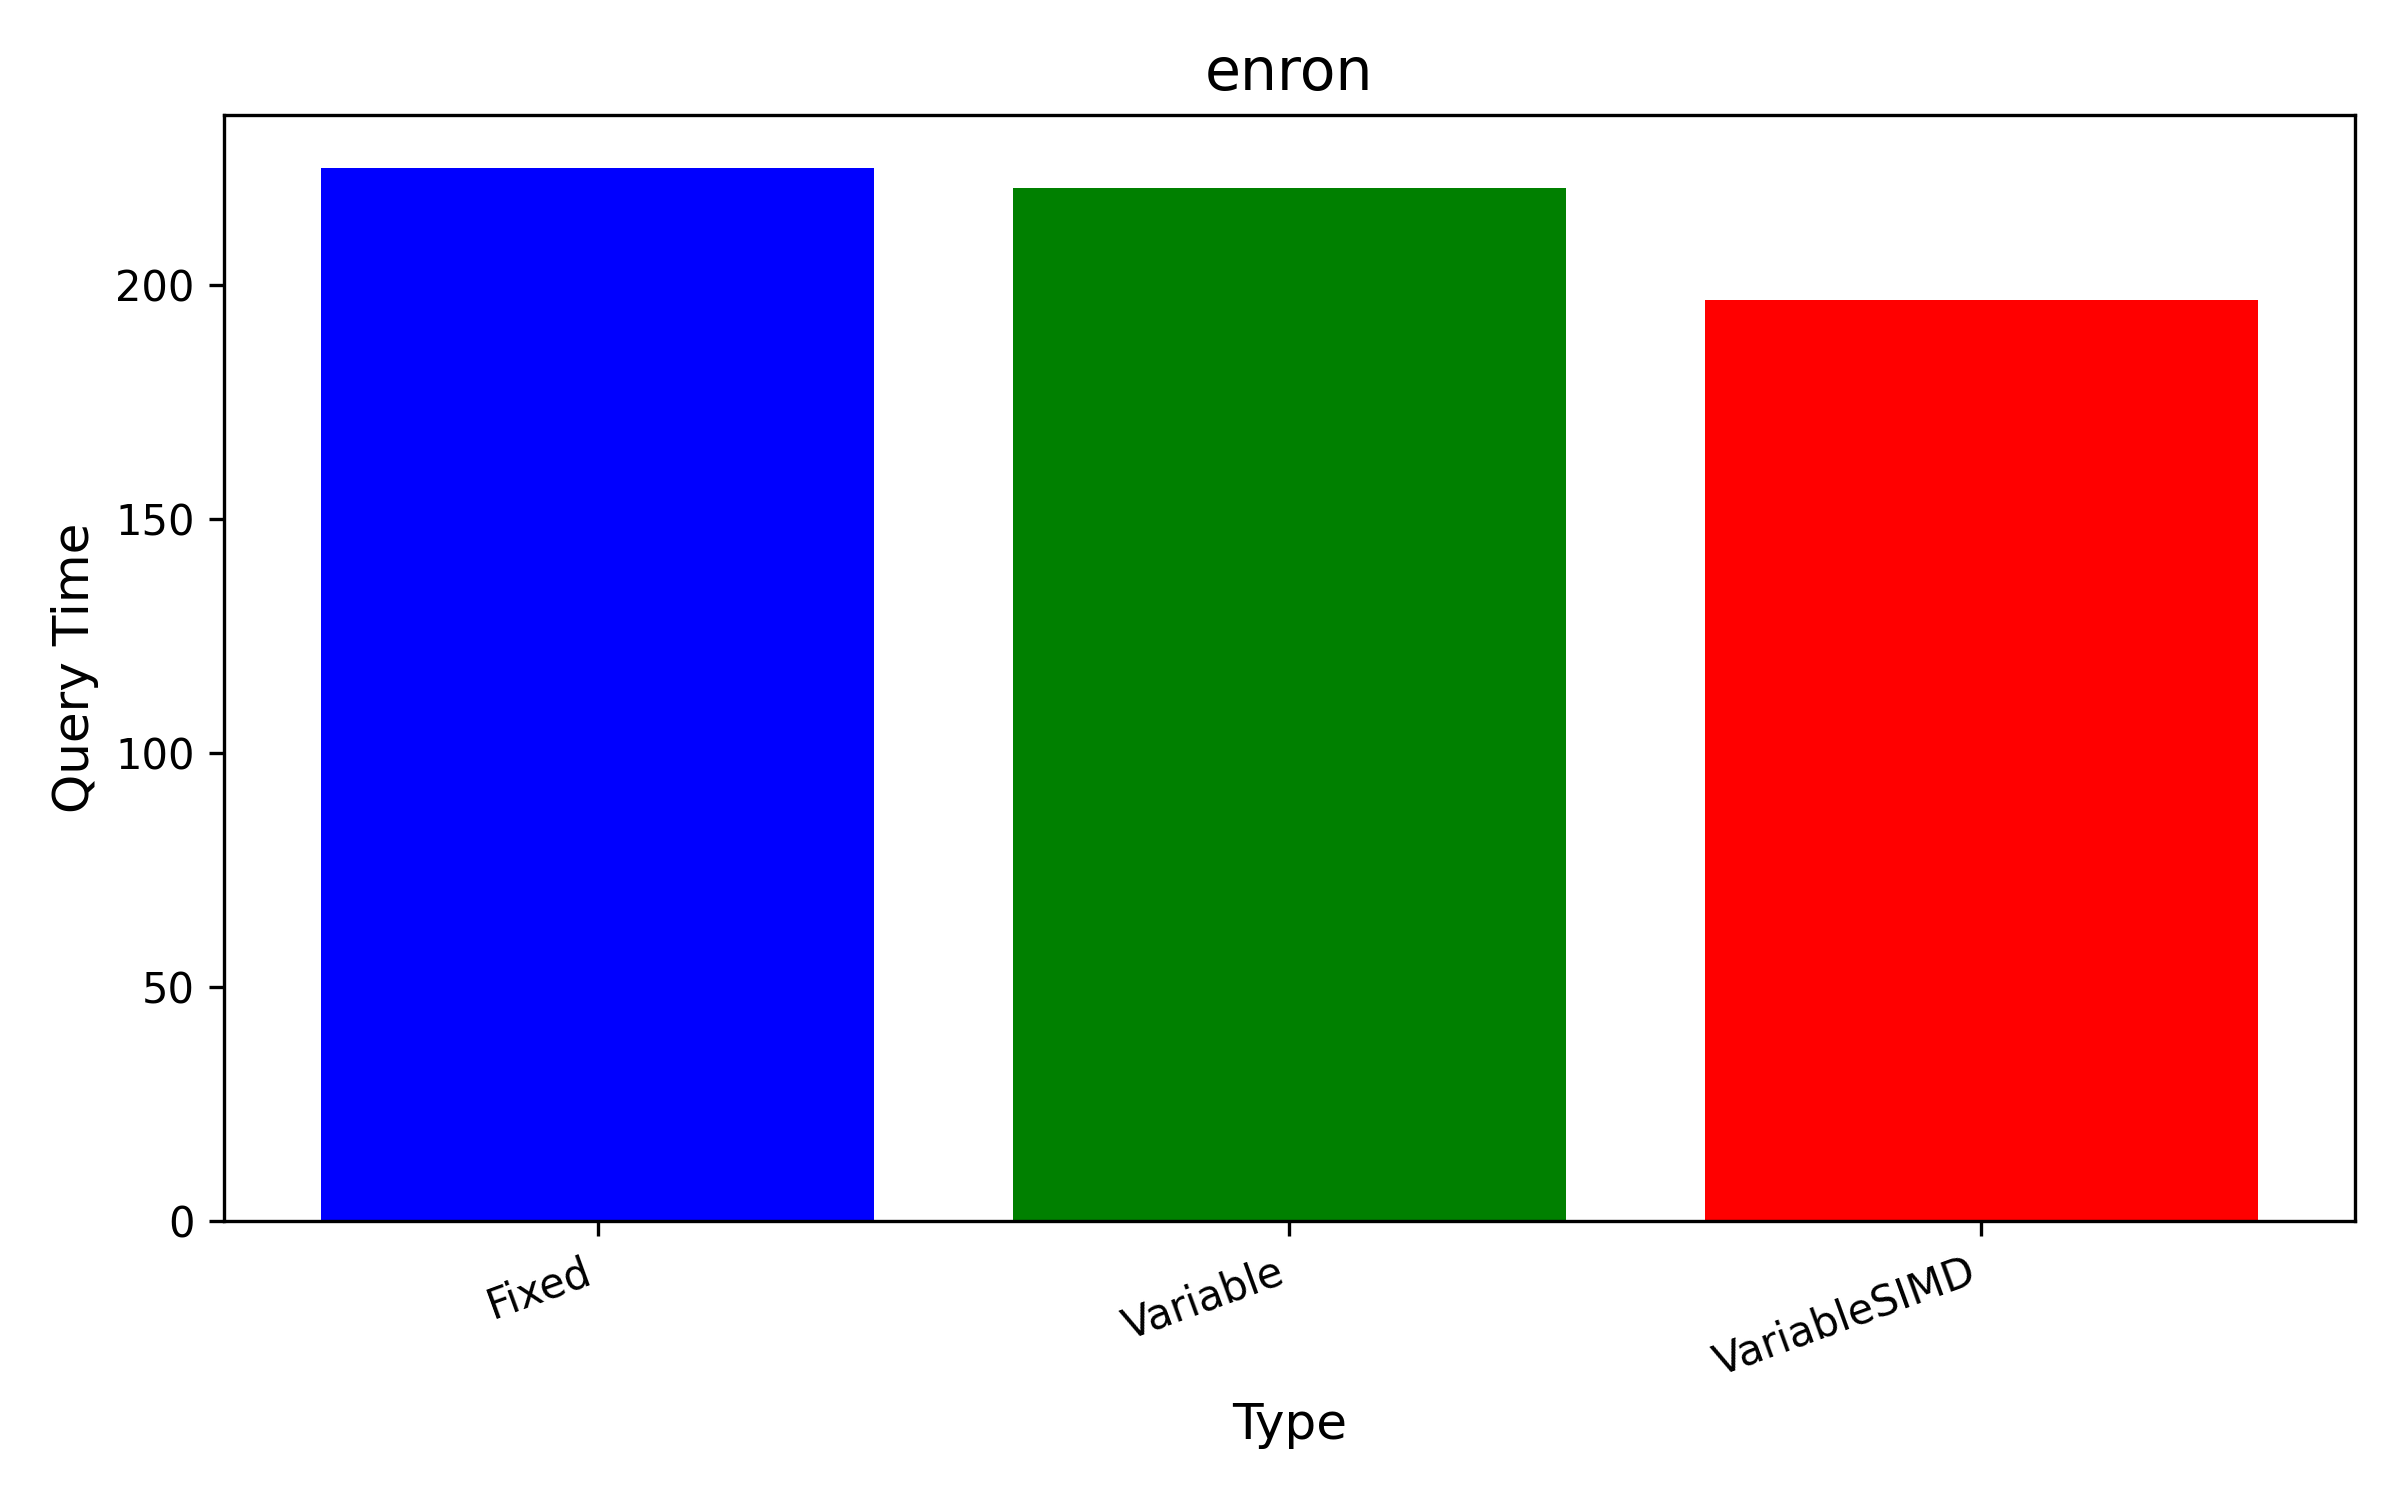 enron
200
150
100
50
0
Query Time
Fixed
Variable
VariableSIMD
Type